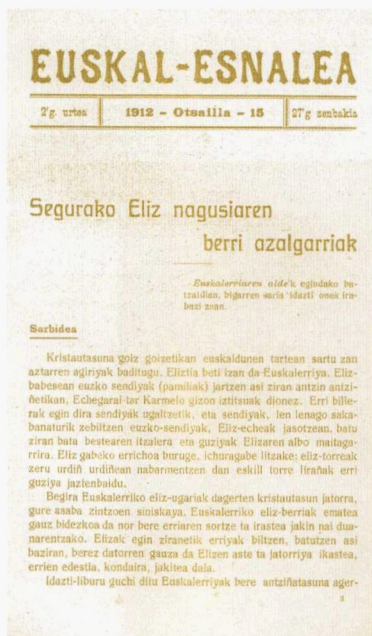 EUSKAL-ESNALEA
2'g. urtea
1912 - Otsailla - 15
27'g zenbakia
Segurako Eliz nagusiaren
berri azalgarriak
Euskalerriaren alde'k egindako ba-
tzaldien, bigarren saria idazti onek ira-
bazi zuan.
Sarbidea
Kristautasuna goiz goizetikan euskaldunen tartean sartu zan
aztarren agiriyak baditugu. Eliztia beti izan da Euskalerriya. Eliz-
babesean euzko sendiyak (pamiliak) jartzen asi ziran antzin antzi-
ñetikan, Echegarai-tar Karmelo gizon iztitsuak dionez. Erri bille-
rak egin dira sendiyak ugaltzetik, eta sendiyak, len lenago saka-
banaturik zebiltzen euzko-sendiyak, Eliz-echeak jasotzean, batu
ziran batu bestearen itzalera eta guziyak Elizaren albo maitaga-
rrira. Eliz gabeko errichoa buruge, ichuragabe litzake; eliz-torreak
zeru urdiñ urdiñean nabarmentzen dan eskill torre lirañak erri
guziya jaztenbaidu.
Begira Euskalerriko eliz-ugariak dagerten kristautasun jatorra,
gure asaba zintzoen siniskaya. Euskalerriko eliz-berriak ematea
gauz bidezkoa da nor bere erriaren sortze ta irastea jakin nai dua-
narentzako. Elizak egin ziranetik erriyak biltzen, batutzen asi
baziran, berez datorren gauza da Elizen aste ta jatorriya ikastea,
errien edestia, kondaira, jakitea dala.
Idazti-liburu guchi ditu Euskalerriyak bere antziñatasuna ager-